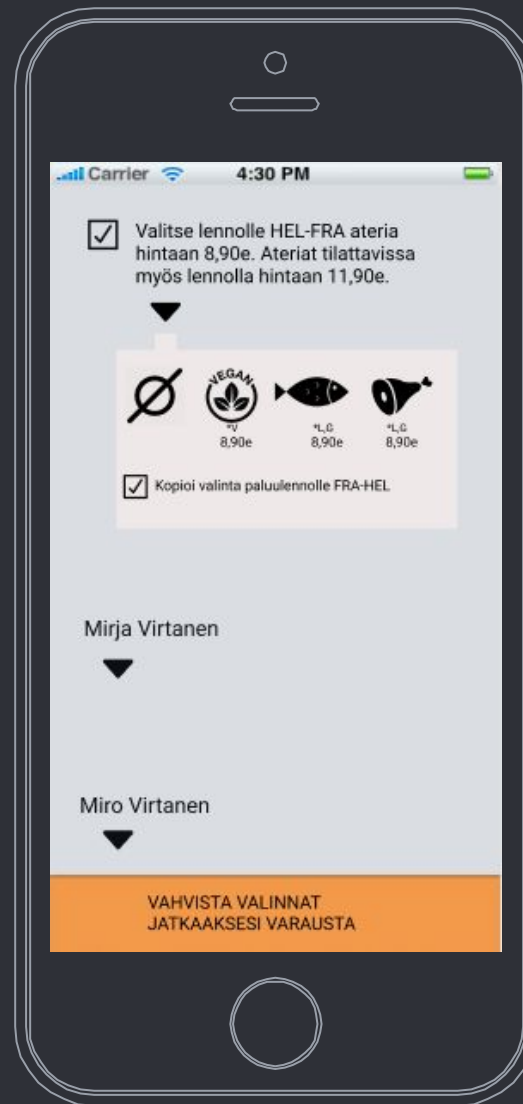 Carrier 4:30 PM
Valitse lennolle HEL-FRA ateria
hintaan 8,90e. Ateriat tilattavissa
myös lennolla hintaan 11,90e.
VEGAN
*V *L,G *L,G
8,90e 8,90e 8,90e
Kopioi valinta paluulennolle FRA-HEL
Mirja Virtanen
Miro Virtanen
VAHVISTA VALINNAT
JATKAAKSESI VARAUSTA